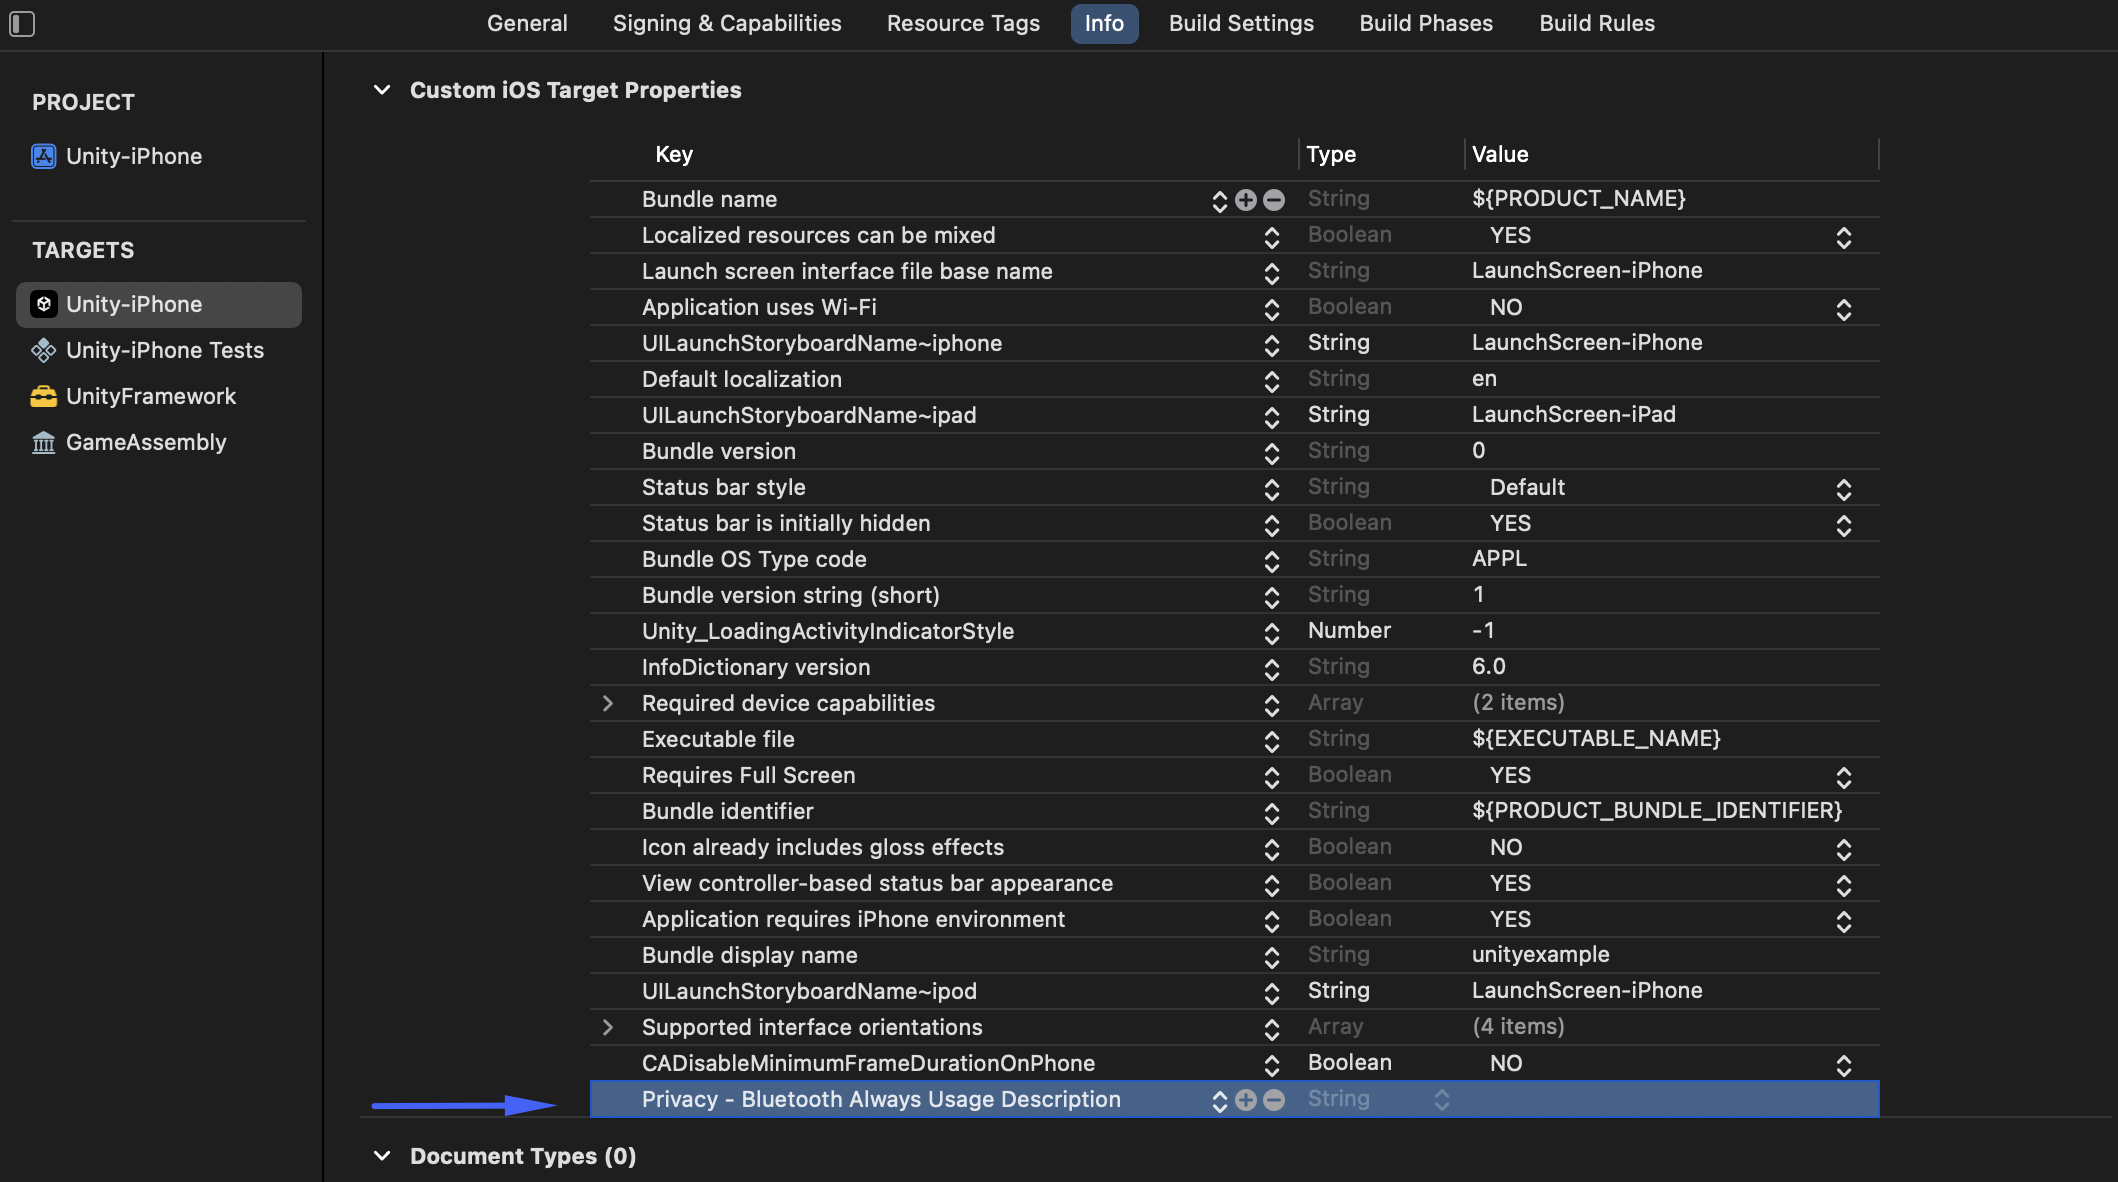 General Signing & Capabilities Resource Tags Info Build Settings Build Phases Build Rules
PROJECT
Unity-iPhone
TARGETS
Unity-iPhone
Unity-iPhone Tests
UnityFramework
GameAssembly
Custom iOS Target Properties
Key Type Value
Bundle name String ${PRODUCT_NAME}
Localized resources can be mixed Boolean YES
Launch screen interface file base name String LaunchScreen-iPhone
Application uses Wi-Fi Boolean NO
UILaunchStoryboardName~iphone String LaunchScreen-iPhone
Default localization String en
UILaunchStoryboardName~ipad String LaunchScreen-iPad
Bundle version String 0
Status bar style String Default
Status bar is initially hidden Boolean YES
Bundle OS Type code String APPL
Bundle version string (short) String 1
Unity_LoadingActivityIndicatorStyle Number -1
InfoDictionary version String 6.0
Required device capabilities Array (2 items)
Executable file String ${EXECUTABLE_NAME}
Requires Full Screen Boolean YES
Bundle identifier String ${PRODUCT_BUNDLE_IDENTIFIER}
Icon already includes gloss effects Boolean NO
View controller-based status bar appearance Boolean YES
Application requires iPhone environment Boolean YES
Bundle display name String unityexample
UILaunchStoryboardName~ipod String LaunchScreen-iPhone
Supported interface orientations Array (4 items)
CADisableMinimumFrameDurationOnPhone Boolean NO
Privacy - Bluetooth Always Usage Description String
Document Types (0)